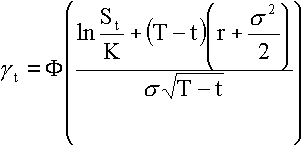 γ_t = Φ( ( ln(S_t/K) + (T−t)(r + σ²/2) ) / ( σ√(T−t) ) )